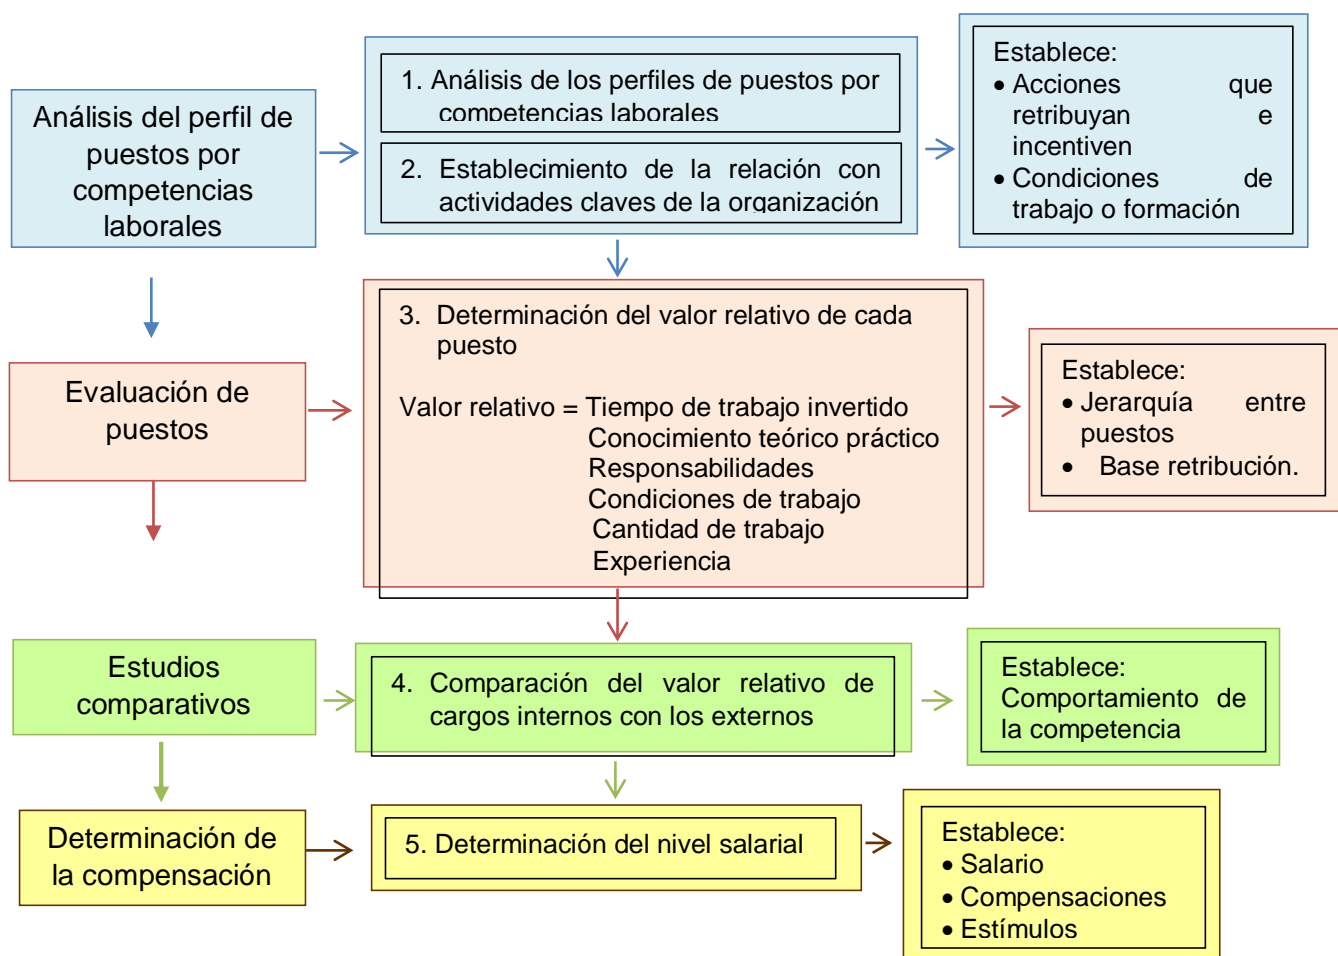 Análisis del perfil de
puestos por
competencias
laborales
1. Análisis de los perfiles de puestos por
competencias laborales
2. Establecimiento de la relación con
actividades claves de la organización
Establece:
• Acciones que
retribuyan e
incentiven
• Condiciones de
trabajo o formación
Evaluación de
puestos
3. Determinación del valor relativo de cada
puesto
Valor relativo = Tiempo de trabajo invertido
Conocimiento teórico práctico
Responsabilidades
Condiciones de trabajo
Cantidad de trabajo
Experiencia
Establece:
• Jerarquía entre
puestos
• Base retribución.
Estudios
comparativos
4. Comparación del valor relativo de
cargos internos con los externos
Establece:
Comportamiento de
la competencia
Determinación de
la compensación
5. Determinación del nivel salarial
Establece:
• Salario
• Compensaciones
• Estímulos